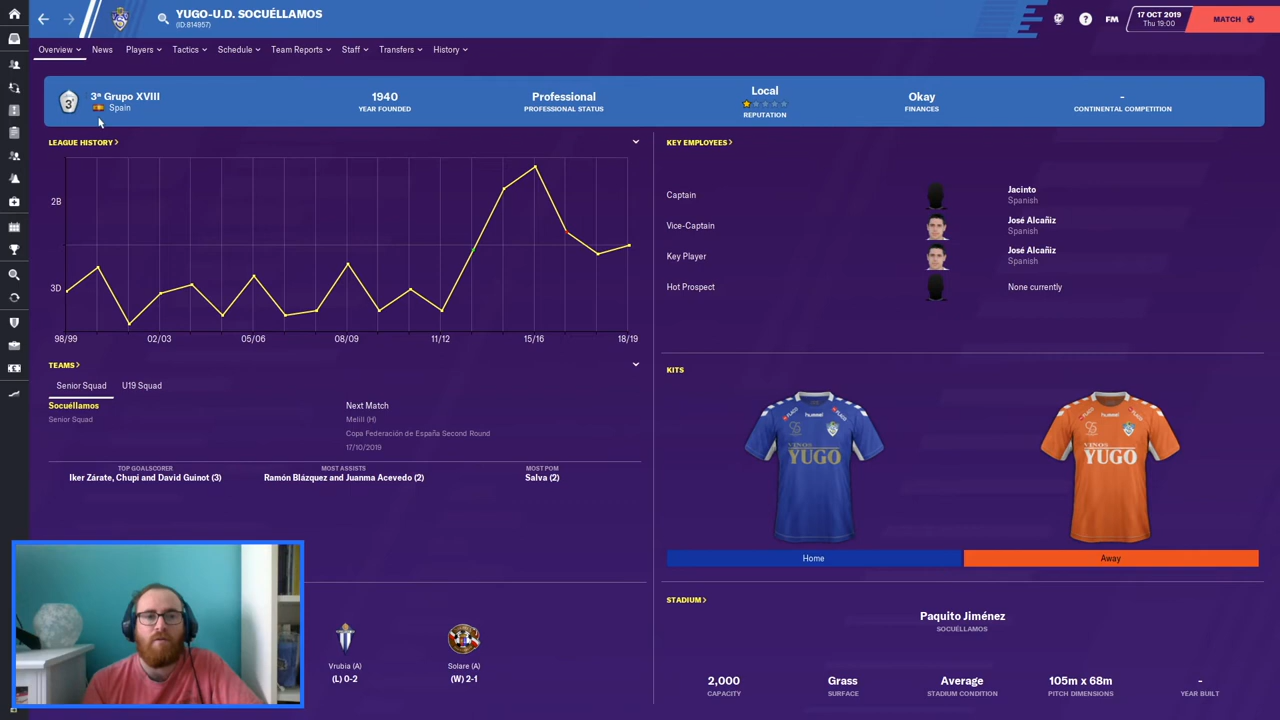 YUGO-U.D. SOCUÉLLAMOS
(ID:814957)
FM
17 OCT 2019
Thu 19:00
MATCH
Overview
News
Players
Tactics
Schedule
Team Reports
Staff
Transfers
History
3
3ª Grupo XVIII
Spain
1940
YEAR FOUNDED
Professional
PROFESSIONAL STATUS
Local
REPUTATION
Okay
FINANCES
-
CONTINENTAL COMPETITION
LEAGUE HISTORY
2B
3D
98/99
02/03
05/06
08/09
11/12
15/16
18/19
TEAMS
Senior Squad
U19 Squad
Socuéllamos
Senior Squad
Next Match
Melill (H)
Copa Federación de España Second Round
17/10/2019
TOP GOALSCORER
Iker Zárate, Chupi and David Guinot (3)
MOST ASSISTS
Ramón Blázquez and Juanma Acevedo (2)
MOST POM
Salva (2)
Vrubia (A)
(L) 0-2
Solare (A)
(W) 2-1
KEY EMPLOYEES
Captain
Jacinto
Spanish
Vice-Captain
José Alcañiz
Spanish
Key Player
José Alcañiz
Spanish
Hot Prospect
None currently
KITS
hummel
YUGO
hummel
YUGO
Home
Away
STADIUM
Paquito Jiménez
SOCUÉLLAMOS
2,000
CAPACITY
Grass
SURFACE
Average
STADIUM CONDITION
105m x 68m
PITCH DIMENSIONS
-
YEAR BUILT